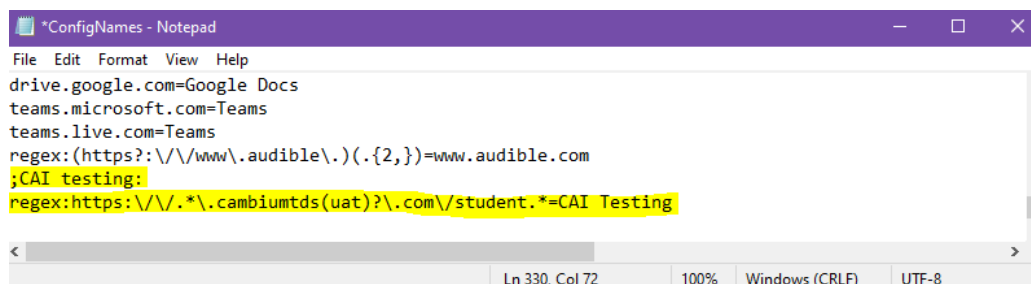 *ConfigNames - Notepad
File Edit Format View Help
drive.google.com=Google Docs
teams.microsoft.com=Teams
teams.live.com=Teams
regex:(https?:\/\/www\.audible\.)(.{2,})=www.audible.com
;CAI testing:
regex:https:\/\/.*\.cambiumtds(uat)?\.com\/student.*=CAI Testing
Ln 330, Col 72 100% Windows (CRLF) UTF-8